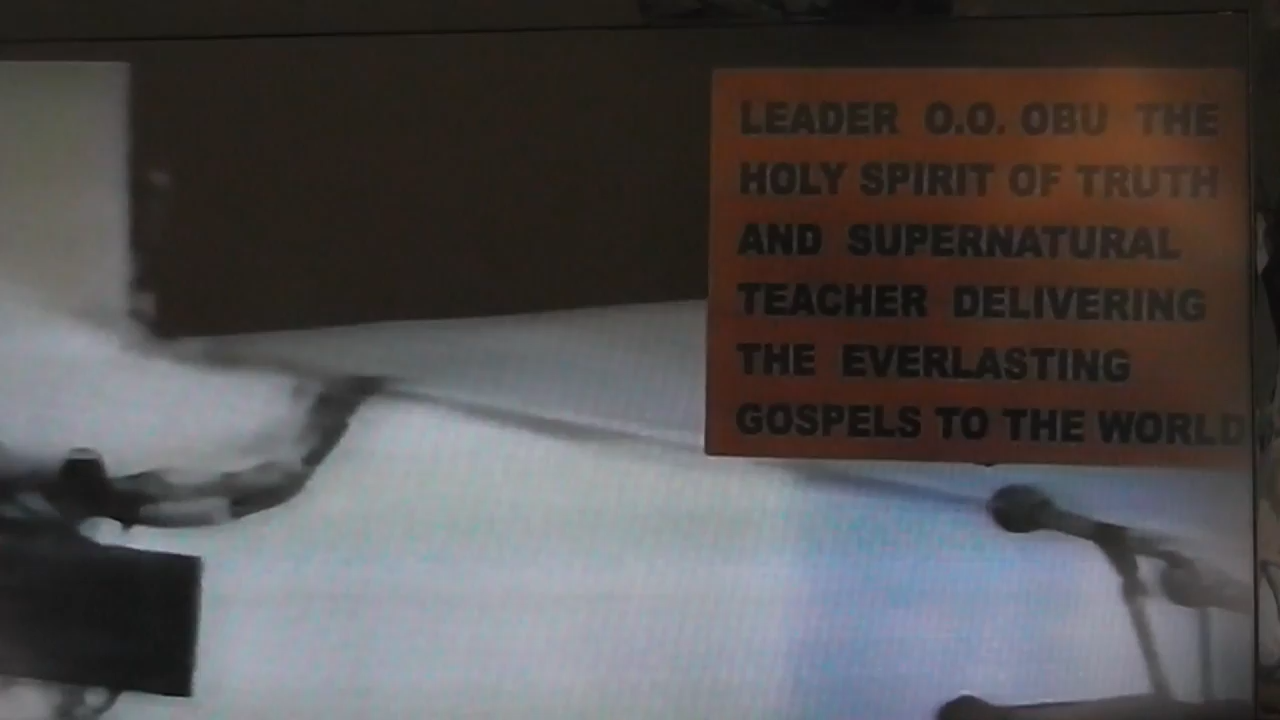 LEADER O.O. OBU THE
HOLY SPIRIT OF TRUTH
AND SUPERNATURAL
TEACHER DELIVERING
THE EVERLASTING
GOSPELS TO THE WORLD